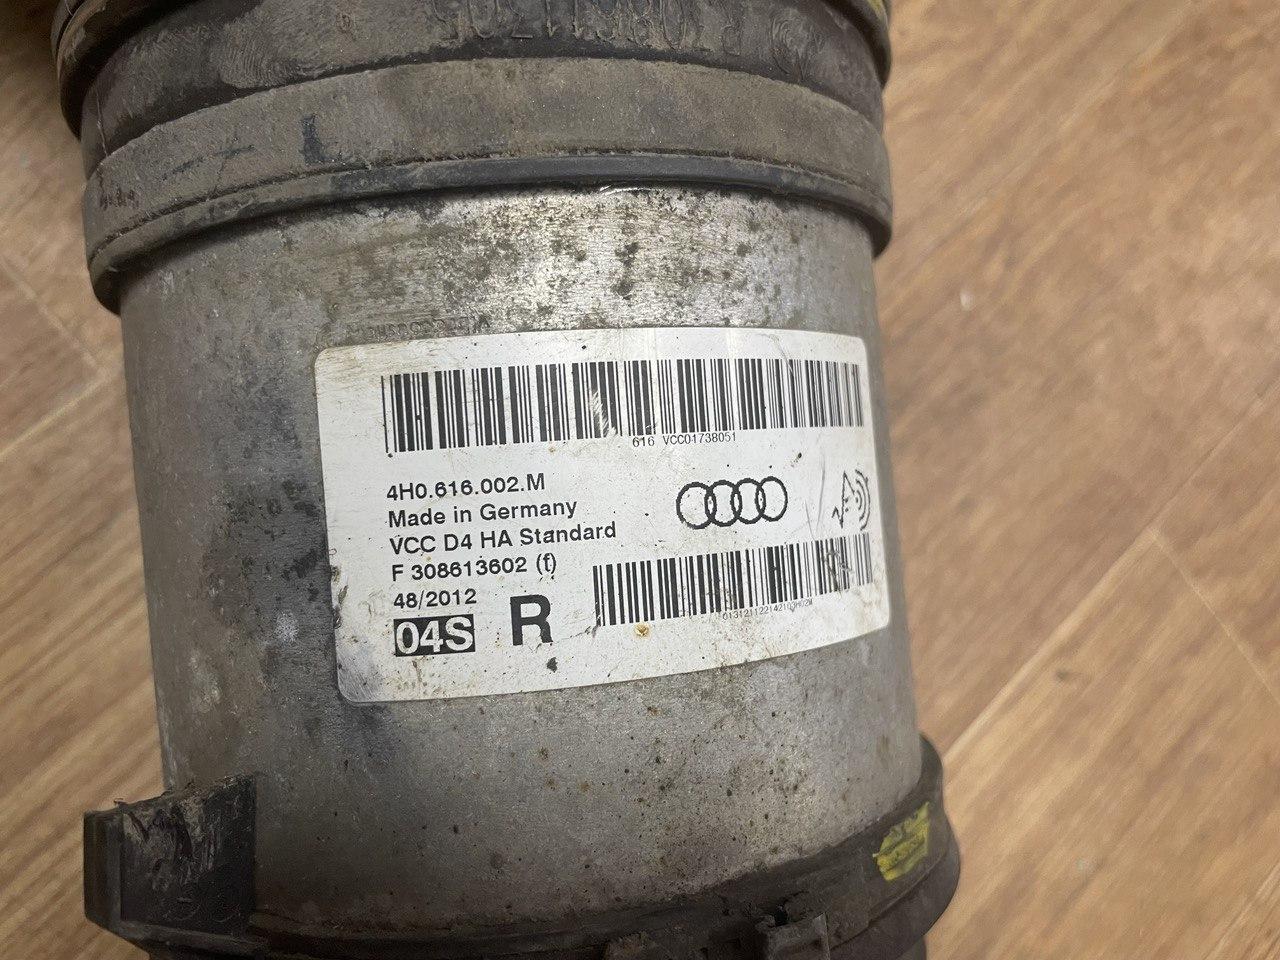 616 VCC01738051
4H0.616.002.M
Made in Germany
VCC D4 HA Standard
F 308613602 (f)
48/2012
04S
R